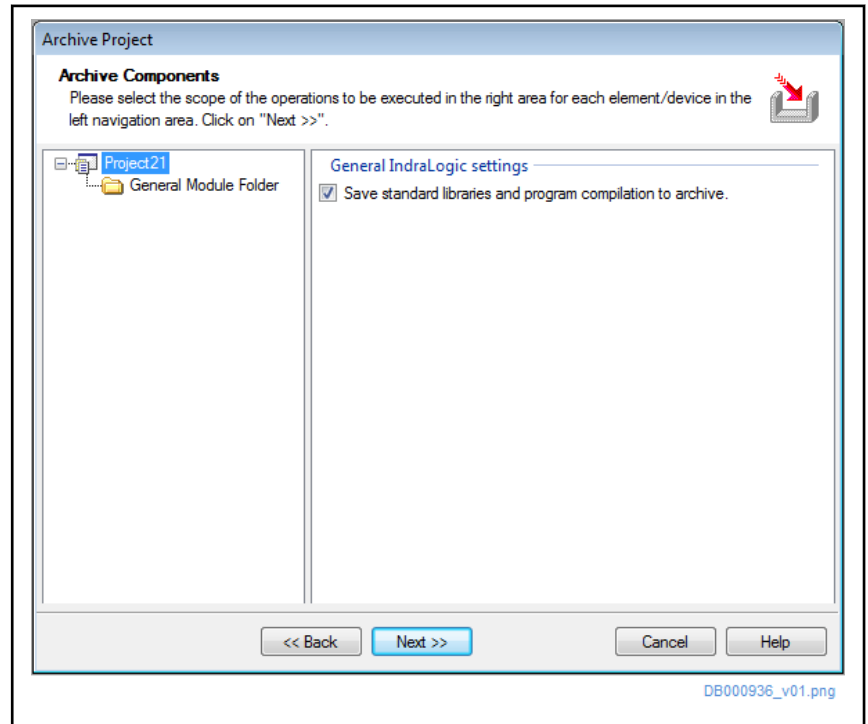 Archive Project
Archive Components
Please select the scope of the operations to be executed in the right area for each element/device in the
left navigation area. Click on "Next >>".
Project21
General Module Folder
General IndraLogic settings
Save standard libraries and program compilation to archive.
<< Back
Next >>
Cancel
Help
DB000936_v01.png